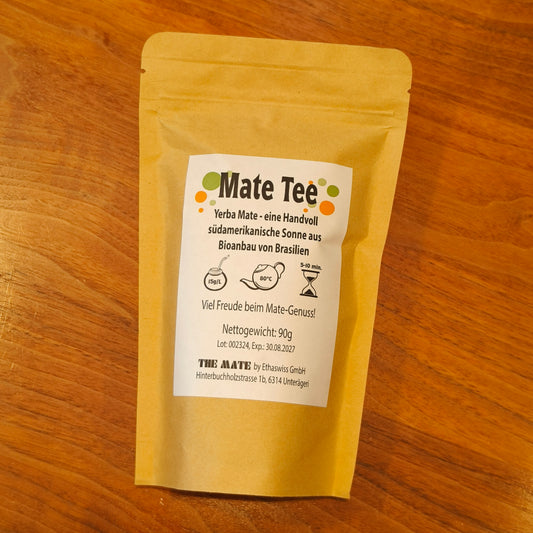 Mate Tee
Yerba Mate - eine Handvoll
südamerikanische Sonne aus
Bioanbau von Brasilien
15g/L
80°C
5-10 min.
Viel Freude beim Mate-Genuss!
Nettogewicht: 90g
Lot: 002324, Exp.: 30.08.2027
THE MATE by Ethaswiss GmbH
Hinterbuchholzstrasse 1b, 6314 Unterägeri